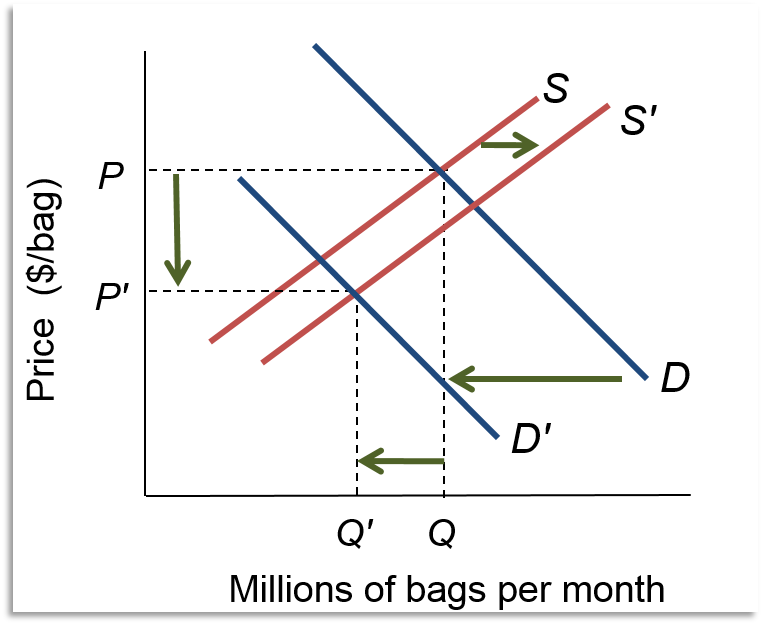 S
S'
P
P'
D
D'
Q'
Q
Price ($/bag)
Millions of bags per month